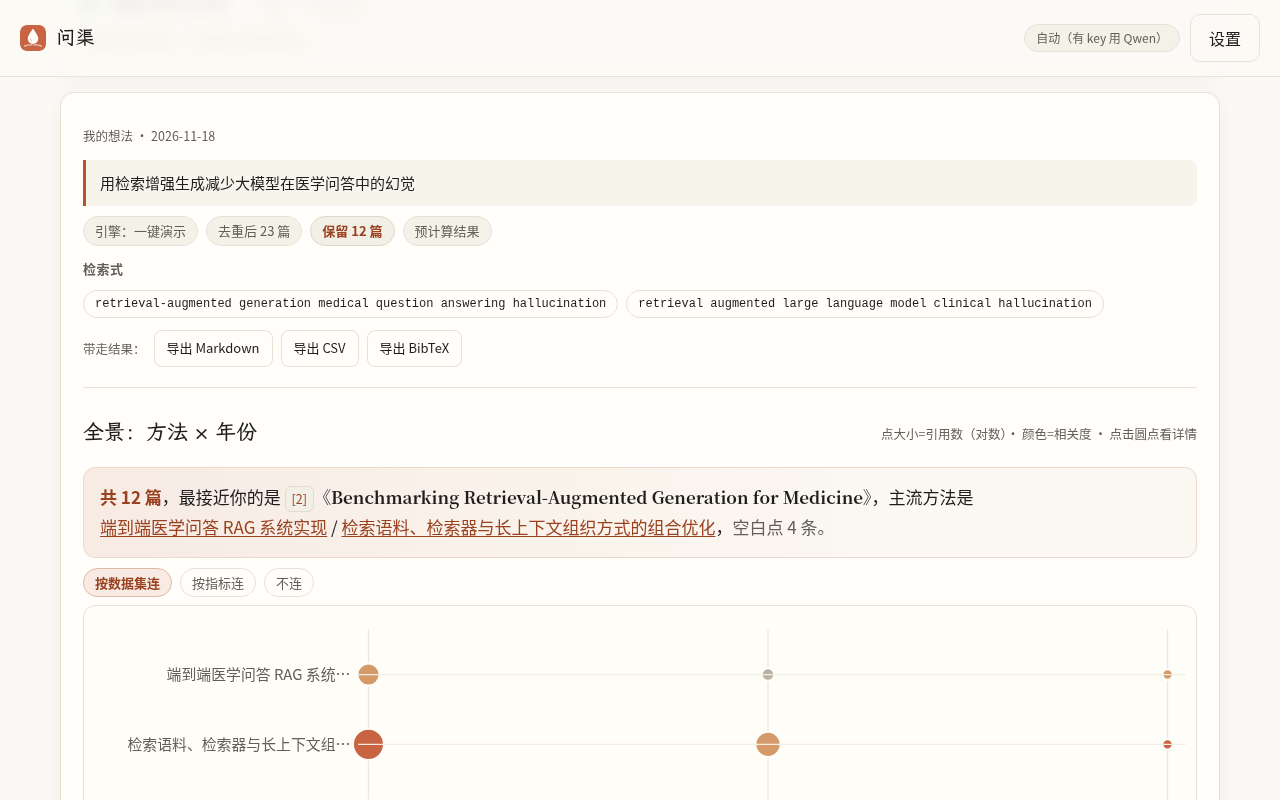 问渠
自动（有 key 用 Qwen）
设置
我的想法 · 2026-11-18
用检索增强生成减少大模型在医学问答中的幻觉
引擎：一键演示
去重后 23 篇
保留 12 篇
预计算结果
检索式
retrieval-augmented generation medical question answering hallucination
retrieval augmented large language model clinical hallucination
带走结果：
导出 Markdown
导出 CSV
导出 BibTeX
全景：方法 × 年份
点大小=引用数（对数）· 颜色=相关度 · 点击圆点看详情
共 12 篇，最接近你的是 [2]《Benchmarking Retrieval-Augmented Generation for Medicine》，主流方法是
端到端医学问答 RAG 系统实现 / 检索语料、检索器与长上下文组织方式的组合优化，空白点 4 条。
按数据集连
按指标连
不连
端到端医学问答 RAG 系统…
检索语料、检索器与长上下文组…